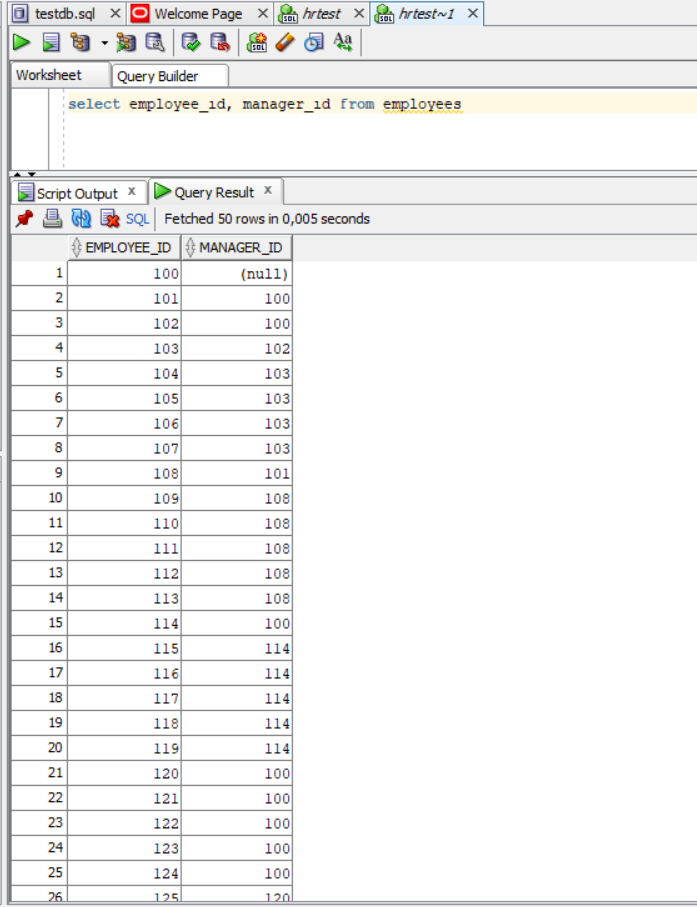 testdb.sql Welcome Page hrtest hrtest~1
SQL Aa
Worksheet Query Builder
select employee_id, manager_id from employees
Script Output Query Result
SQL Fetched 50 rows in 0,005 seconds
EMPLOYEE_ID MANAGER_ID
1 100 (null)
2 101 100
3 102 100
4 103 102
5 104 103
6 105 103
7 106 103
8 107 103
9 108 101
10 109 108
11 110 108
12 111 108
13 112 108
14 113 108
15 114 100
16 115 114
17 116 114
18 117 114
19 118 114
20 119 114
21 120 100
22 121 100
23 122 100
24 123 100
25 124 100
26 125 120